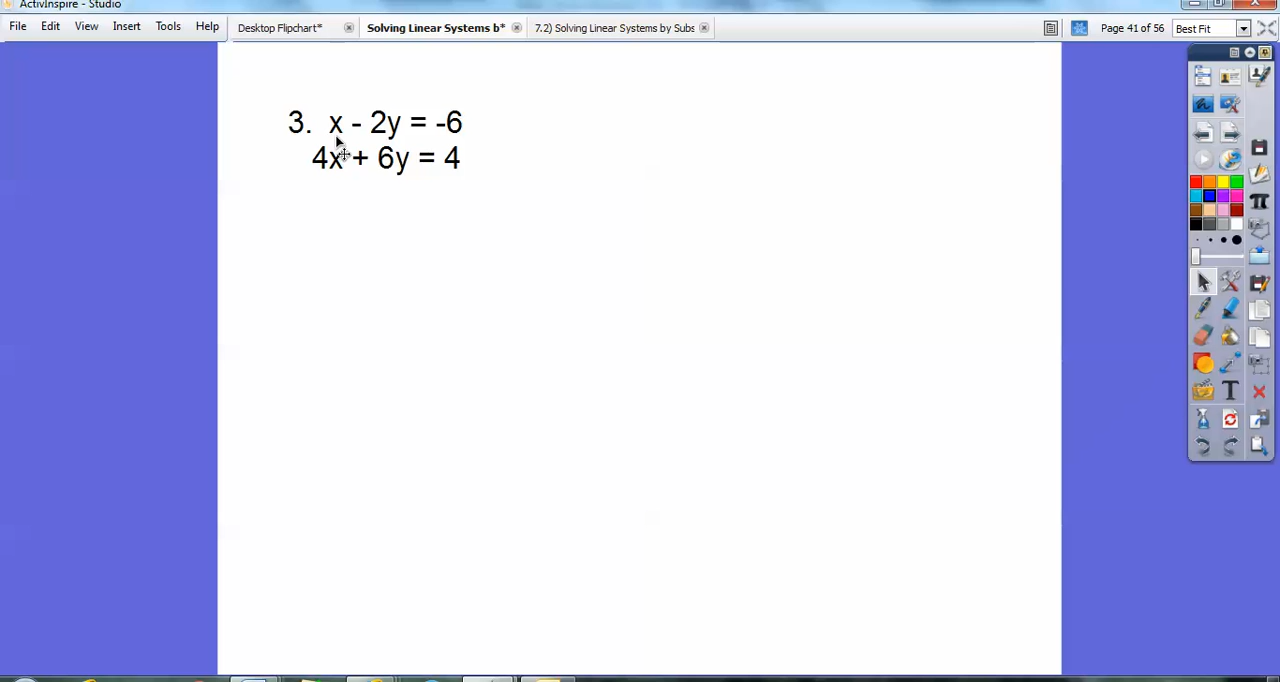 ActivInspire - Studio
File Edit View Insert Tools Help Desktop Flipchart* Solving Linear Systems b* 7.2) Solving Linear Systems by Subs Page 41 of 56 Best Fit
3. x - 2y = -6
4x + 6y = 4